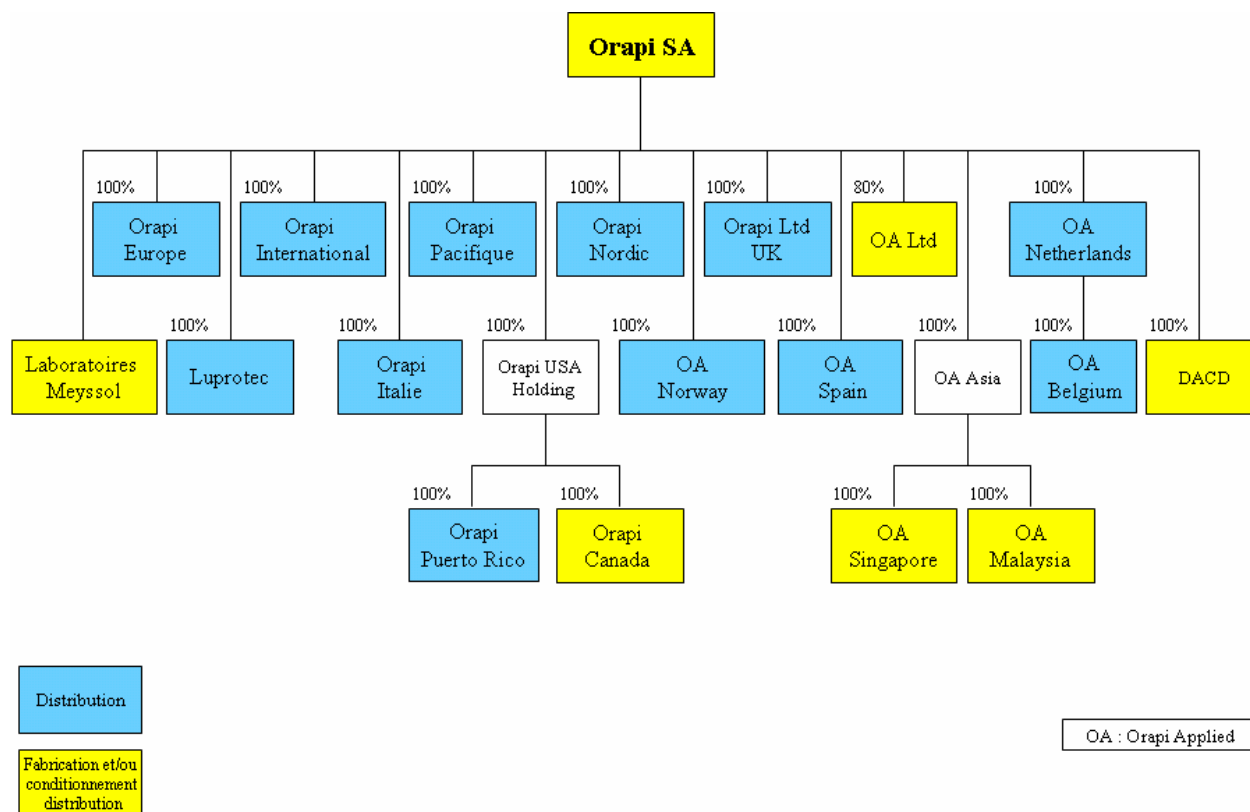 Orapi SA
100%
100%
100%
100%
100%
80%
100%
Orapi
Europe
Orapi
International
Orapi
Pacifique
Orapi
Nordic
Orapi Ltd
UK
OA Ltd
OA
Netherlands
100%
100%
100%
100%
100%
100%
100%
100%
Laboratoires
Meyssol
Luprotec
Orapi
Italie
Orapi USA
Holding
OA
Norway
OA
Spain
OA Asia
OA
Belgium
DACD
100%
100%
100%
100%
Orapi
Puerto Rico
Orapi
Canada
OA
Singapore
OA
Malaysia
Distribution
OA : Orapi Applied
Fabrication et/ou
conditionnement
distribution